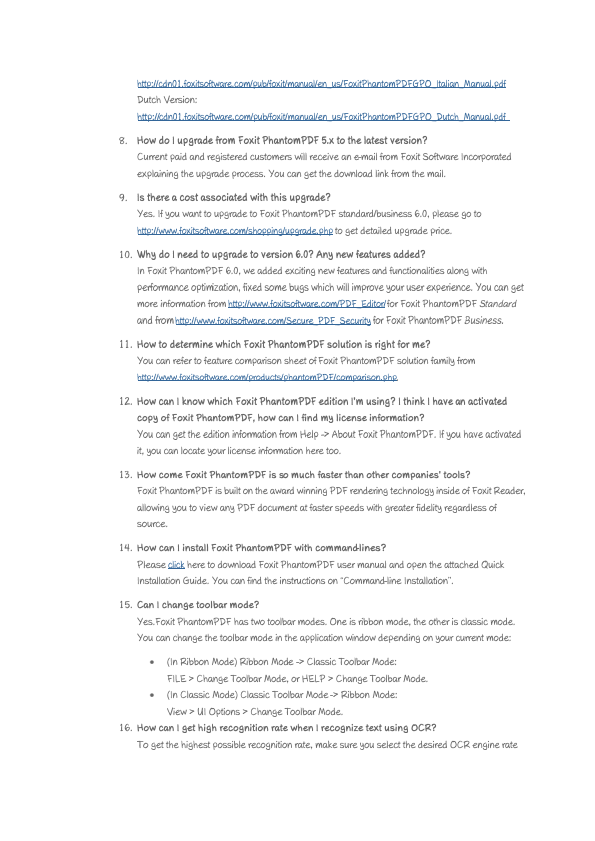 http://cdn01.foxitsoftware.com/pub/foxit/manual/en_us/FoxitPhantomPDFGPO_Italian_Manual.pdf
Dutch Version:
http://cdn01.foxitsoftware.com/pub/foxit/manual/en_us/FoxitPhantomPDFGPO_Dutch_Manual.pdf
8. How do I upgrade from Foxit PhantomPDF 5.x to the latest version?
Current paid and registered customers will receive an e-mail from Foxit Software Incorporated
explaining the upgrade process. You can get the download link from the mail.
9. Is there a cost associated with this upgrade?
Yes. If you want to upgrade to Foxit PhantomPDF standard/business 6.0, please go to
http://www.foxitsoftware.com/shopping/upgrade.php to get detailed upgrade price.
10. Why do I need to upgrade to version 6.0? Any new features added?
In Foxit PhantomPDF 6.0, we added exciting new features and functionalities along with
performance optimization, fixed some bugs which will improve your user experience. You can get
more information from http://www.foxitsoftware.com/PDF_Editor/ for Foxit PhantomPDF Standard
and from http://www.foxitsoftware.com/Secure_PDF_Security for Foxit PhantomPDF Business.
11. How to determine which Foxit PhantomPDF solution is right for me?
You can refer to feature comparison sheet of Foxit PhantomPDF solution family from
http://www.foxitsoftware.com/products/phantomPDF/comparison.php.
12. How can I know which Foxit PhantomPDF edition I'm using? I think I have an activated
copy of Foxit PhantomPDF, how can I find my license information?
You can get the edition information from Help -> About Foxit PhantomPDF. If you have activated
it, you can locate your license information here too.
13. How come Foxit PhantomPDF is so much faster than other companies' tools?
Foxit PhantomPDF is built on the award winning PDF rendering technology inside of Foxit Reader,
allowing you to view any PDF document at faster speeds with greater fidelity regardless of
source.
14. How can I install Foxit PhantomPDF with command-lines?
Please click here to download Foxit PhantomPDF user manual and open the attached Quick
Installation Guide. You can find the instructions on "Command-line Installation".
15. Can I change toolbar mode?
Yes.Foxit PhantomPDF has two toolbar modes. One is ribbon mode, the other is classic mode.
You can change the toolbar mode in the application window depending on your current mode:
• (In Ribbon Mode) Ribbon Mode -> Classic Toolbar Mode:
FILE > Change Toolbar Mode, or HELP > Change Toolbar Mode.
• (In Classic Mode) Classic Toolbar Mode -> Ribbon Mode:
View > UI Options > Change Toolbar Mode.
16. How can I get high recognition rate when I recognize text using OCR?
To get the highest possible recognition rate, make sure you select the desired OCR engine rate